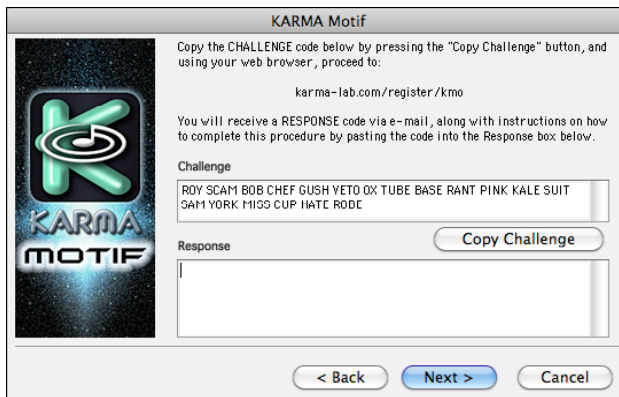 KARMA Motif
Copy the CHALLENGE code below by pressing the "Copy Challenge" button, and
using your web browser, proceed to:
karma-lab.com/register/kmo
You will receive a RESPONSE code via e-mail, along with instructions on how
to complete this procedure by pasting the code into the Response box below.
Challenge
ROY SCAM BOB CHEF GUSH VETO OX TUBE BASE RANT PINK KALE SUIT
SAM YORK MISS CUP HATE ROBE
Copy Challenge
Response
KARMA
MOTIF
< Back
Next >
Cancel